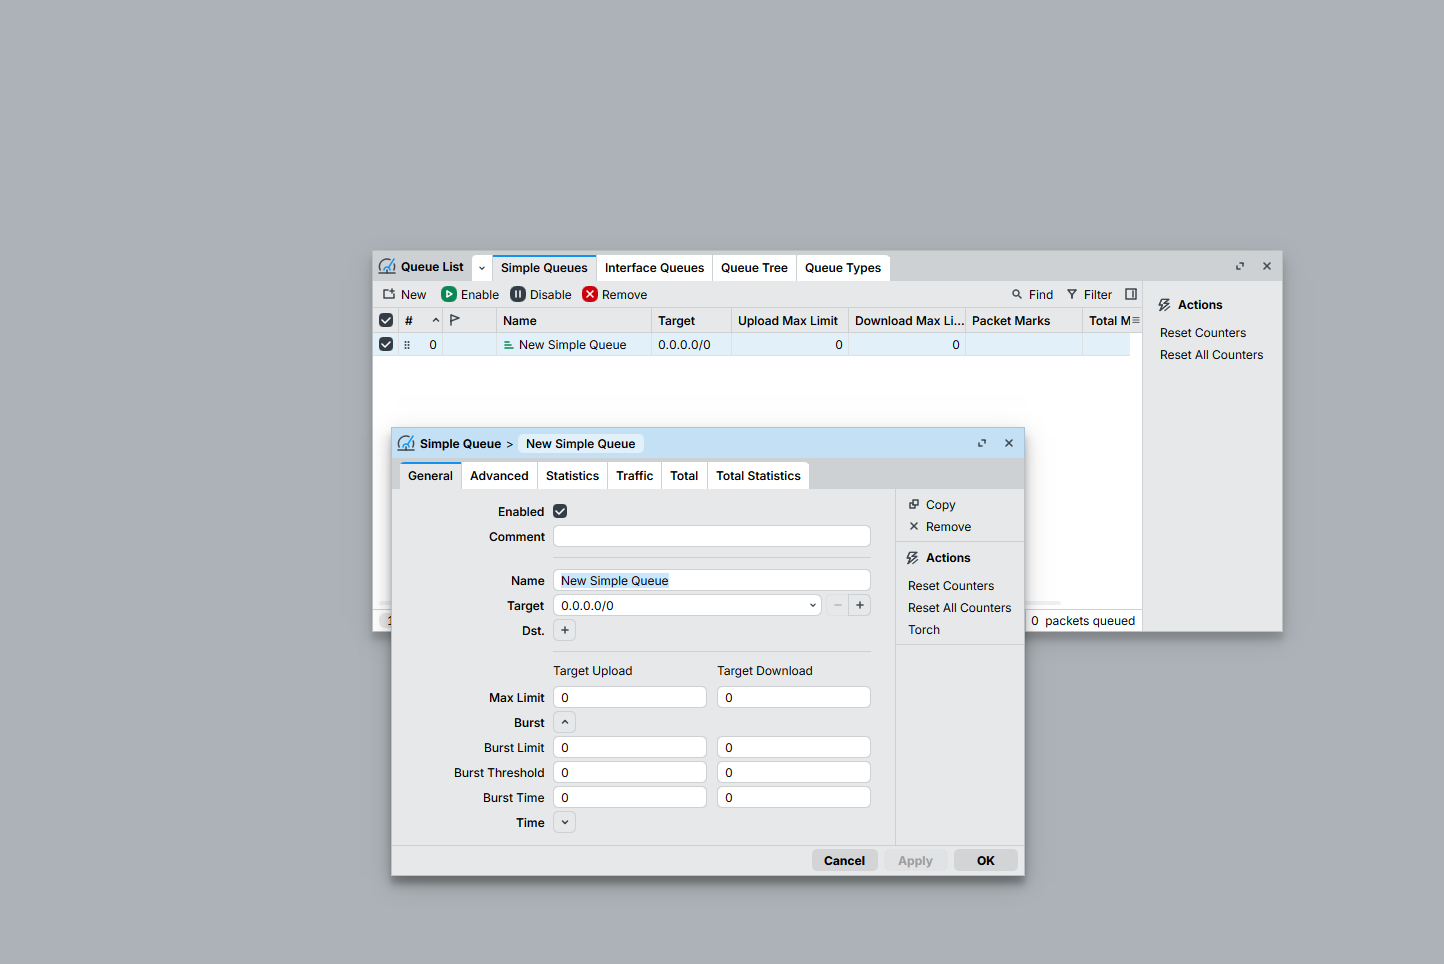 Queue List Simple Queues Interface Queues Queue Tree Queue Types
New Enable Disable Remove Find Filter
# Name Target Upload Max Limit Download Max Li... Packet Marks Total M
0 New Simple Queue 0.0.0.0/0 0 0
Actions
Reset Counters
Reset All Counters
0 packets queued
Simple Queue > New Simple Queue
General Advanced Statistics Traffic Total Total Statistics
Enabled
Comment
Name New Simple Queue
Target 0.0.0.0/0
Dst.
Target Upload Target Download
Max Limit 0 0
Burst
Burst Limit 0 0
Burst Threshold 0 0
Burst Time 0 0
Time
Copy
Remove
Actions
Reset Counters
Reset All Counters
Torch
Cancel Apply OK